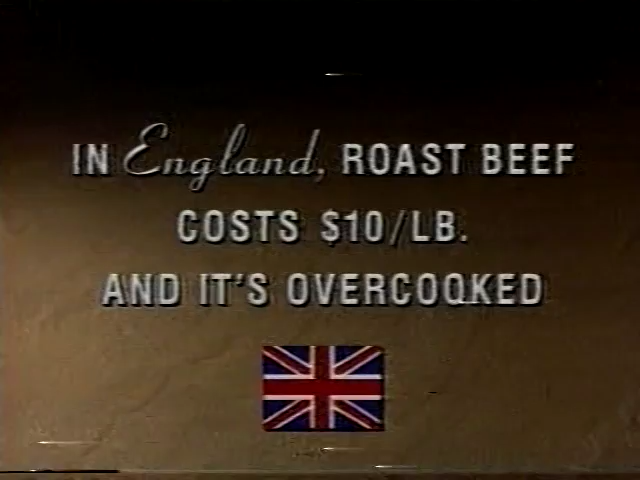 IN England, ROAST BEEF
COSTS $10/LB.
AND IT'S OVERCOOKED